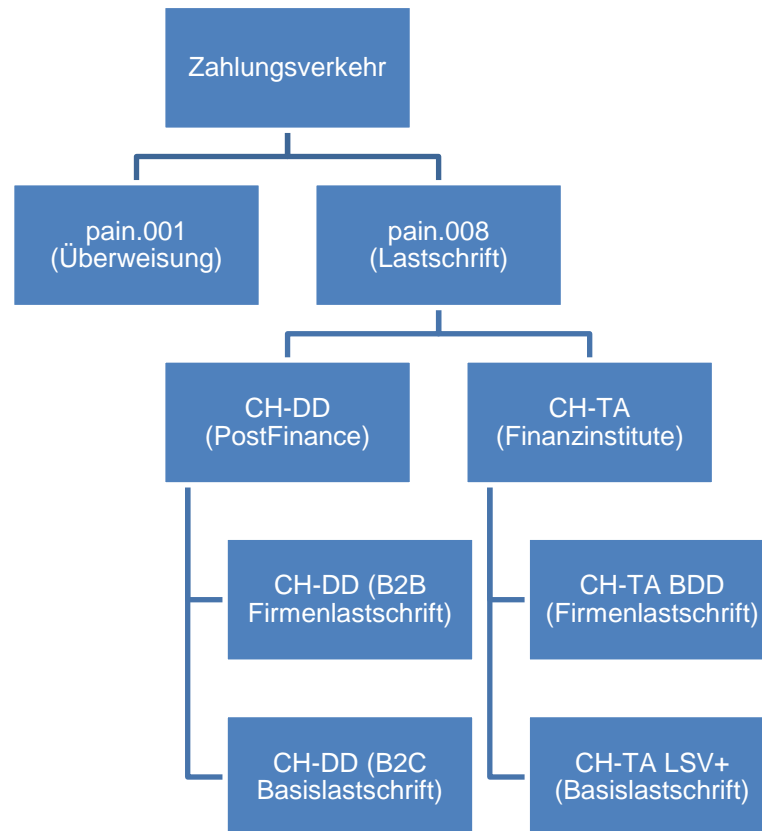 Zahlungsverkehr
pain.001
(Überweisung)
pain.008
(Lastschrift)
CH-DD
(PostFinance)
CH-TA
(Finanzinstitute)
CH-DD (B2B
Firmenlastschrift)
CH-TA BDD
(Firmenlastschrift)
CH-DD (B2C
Basislastschrift)
CH-TA LSV+
(Basislastschrift)